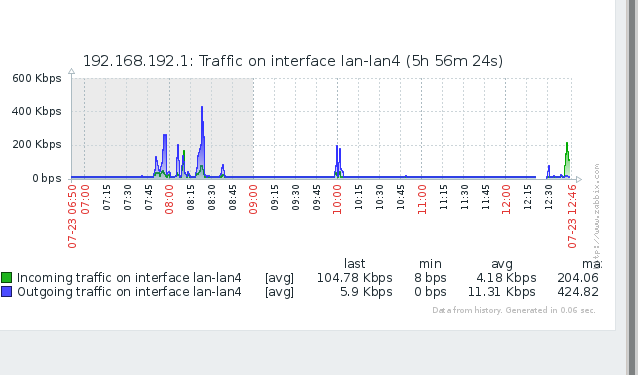 192.168.192.1: Traffic on interface lan-lan4 (5h 56m 24s)
600 Kbps
400 Kbps
200 Kbps
0 bps
07-23 06:50
07:00
07:15
07:30
07:45
08:00
08:15
08:30
08:45
09:00
09:15
09:30
09:45
10:00
10:15
10:30
10:45
11:00
11:15
11:30
11:45
12:00
12:15
12:30
07-23 12:46
last min avg
Incoming traffic on interface lan-lan4 [avg] 104.78 Kbps 8 bps 4.18 Kbps 204.06
Outgoing traffic on interface lan-lan4 [avg] 5.9 Kbps 0 bps 11.31 Kbps 424.82
Data from history. Generated in 0.06 sec.